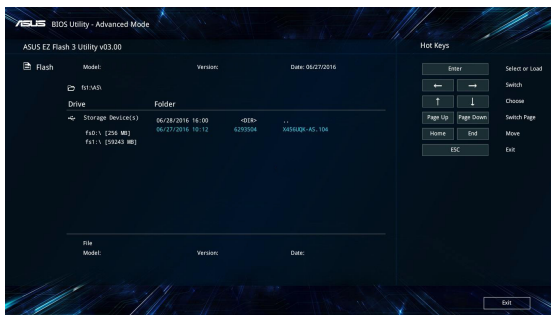 ASUS BIOS Utility - Advanced Mode
ASUS EZ Flash 3 Utility v03.00
Hot Keys
Flash
Model: Version: Date: 06/27/2016
fs1:\AS\
Drive Folder
Storage Device(s)
fs0:\ [256 MB]
fs1:\ [59243 MB]
06/28/2016 16:00 <DIR> ..
06/27/2016 10:12 6293504 X456UQK-AS.104
File
Model: Version: Date:
Enter Select or Load
← → Switch
↑ ↓ Choose
Page Up Page Down Switch Page
Home End Move
ESC Exit
Exit